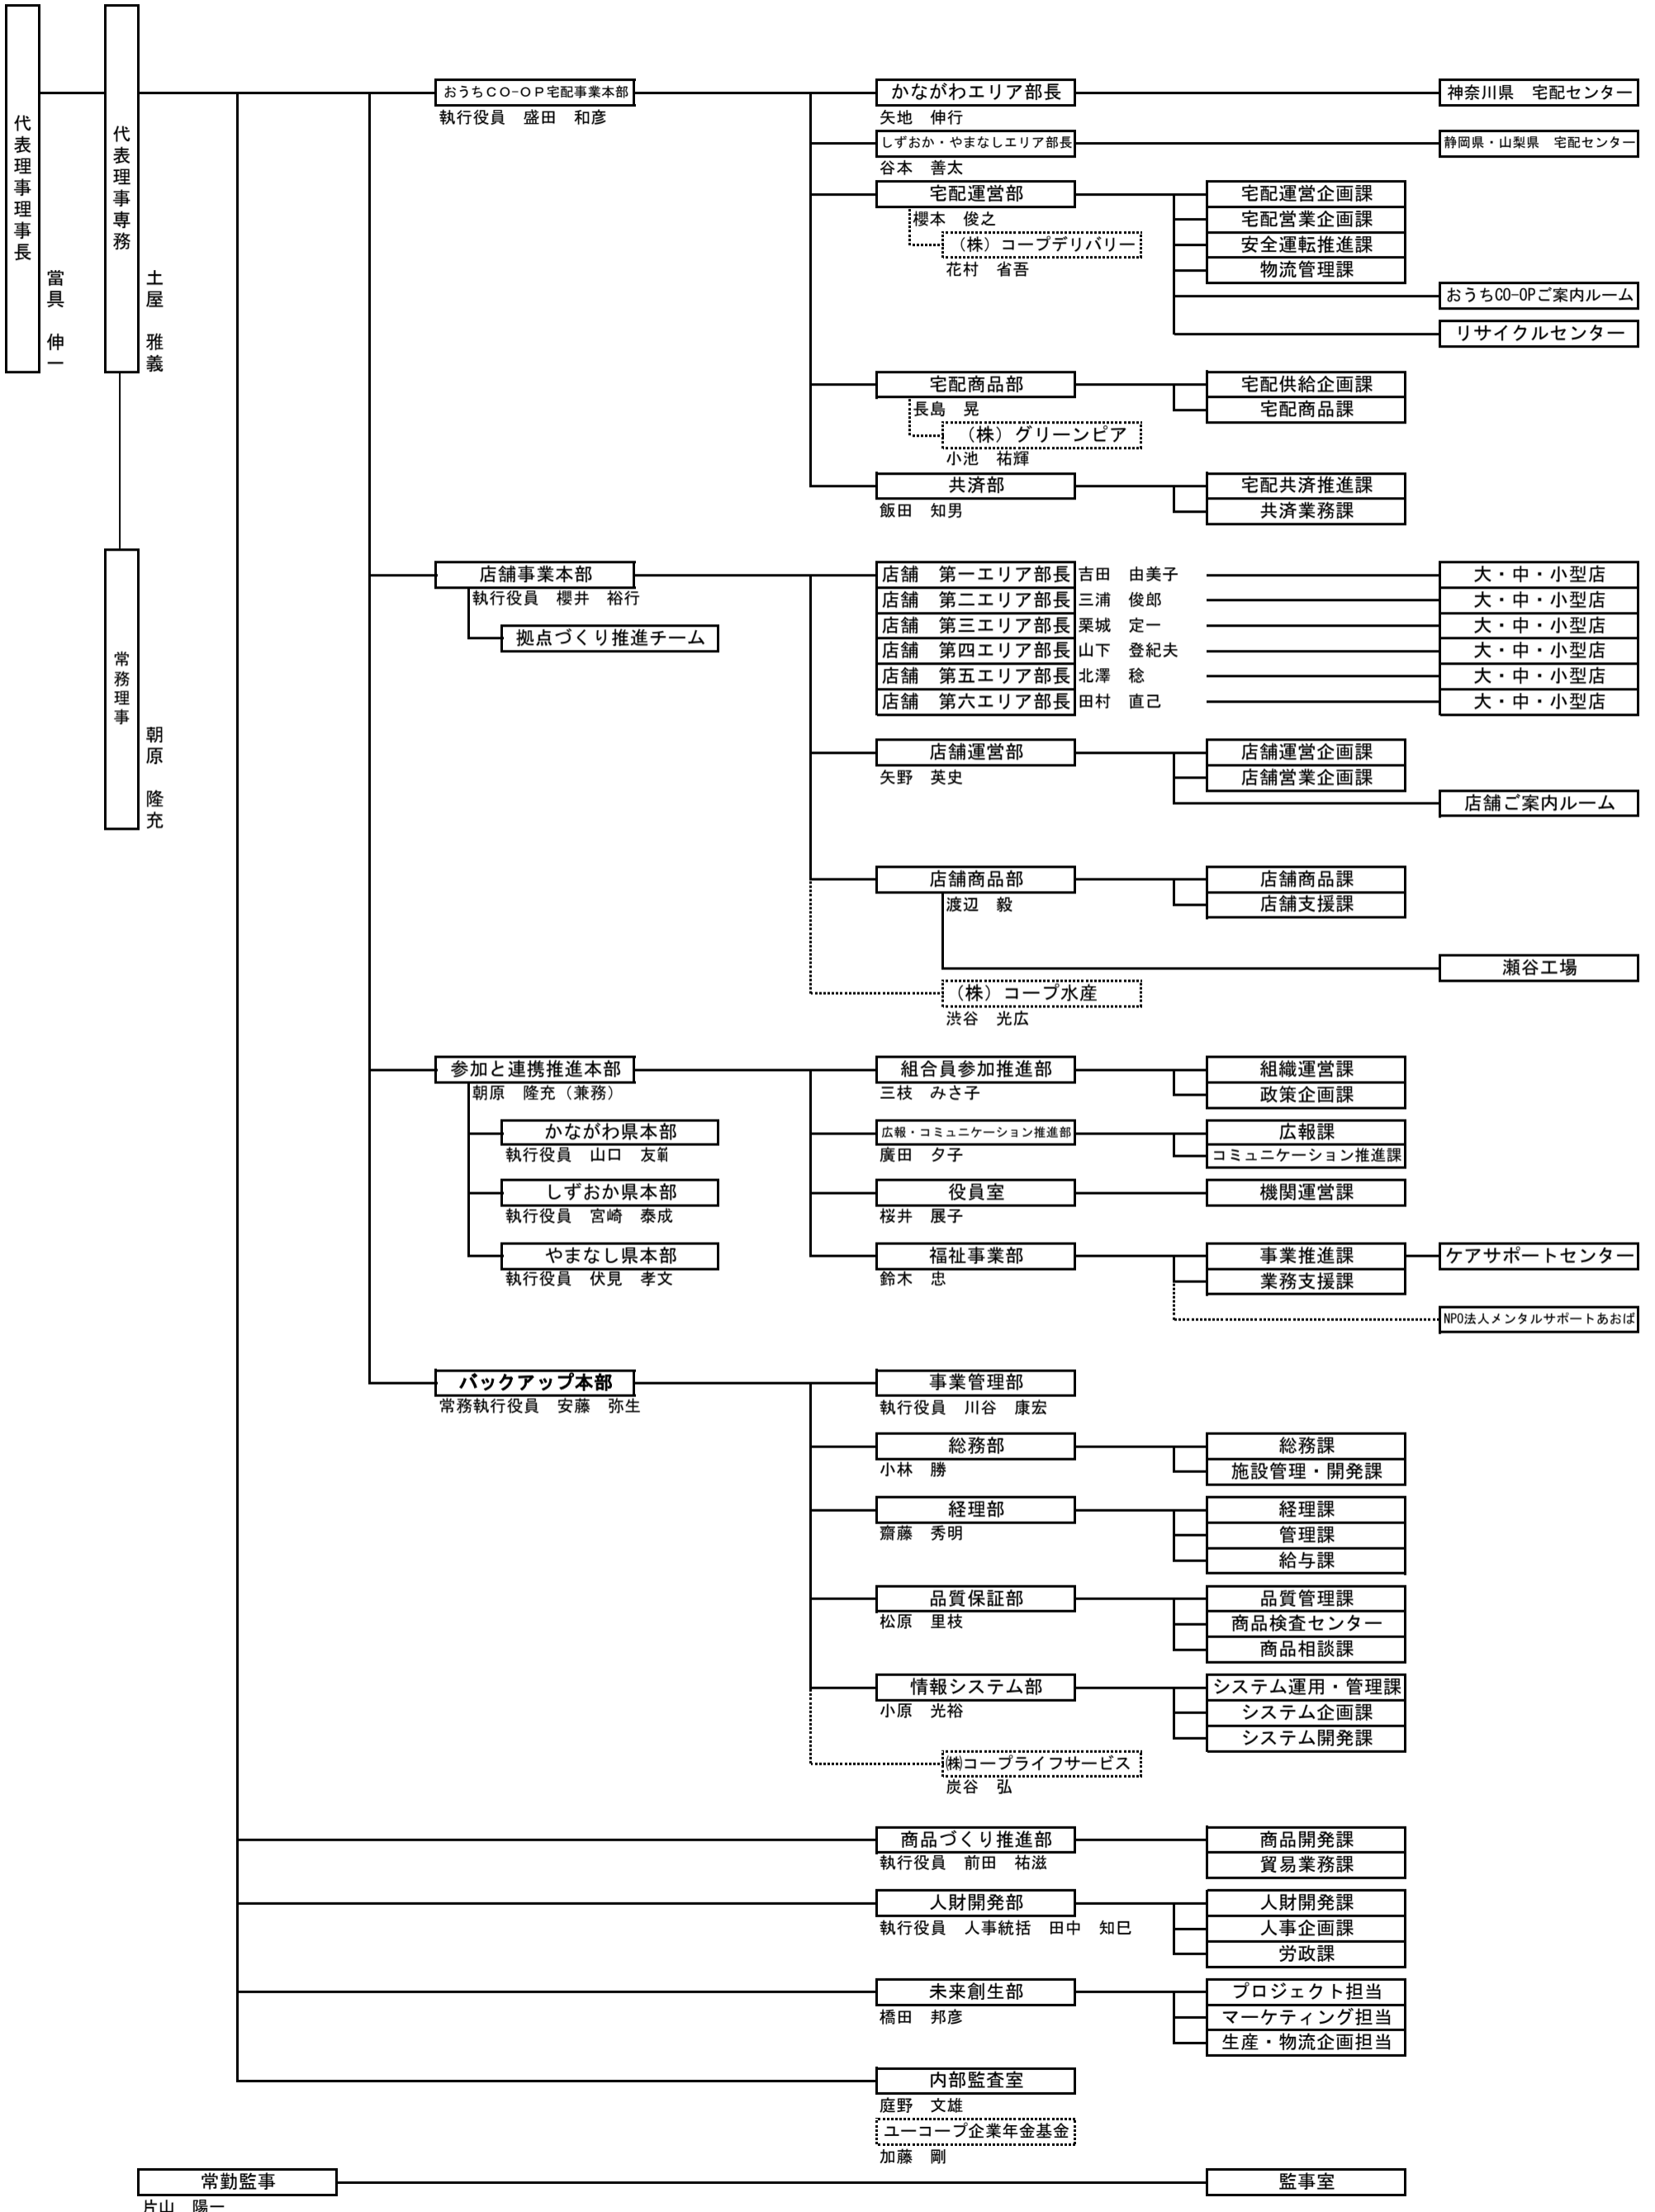 代表理事理事長
當具　伸一
代表理事専務
土屋　雅義
常務理事
朝原　隆充
おうちＣＯ-ＯＰ宅配事業本部
執行役員　盛田　和彦
かながわエリア部長
矢地　伸行
神奈川県　宅配センター
しずおか・やまなしエリア部長
谷本　善太
静岡県・山梨県　宅配センター
宅配運営部
櫻本　俊之
（株）コープデリバリー
花村　省吾
宅配運営企画課
宅配営業企画課
安全運転推進課
物流管理課
おうちCO-OPご案内ルーム
リサイクルセンター
宅配商品部
長島　晃
（株）グリーンピア
小池　祐輝
宅配供給企画課
宅配商品課
共済部
飯田　知男
宅配共済推進課
共済業務課
店舗事業本部
執行役員　櫻井　裕行
拠点づくり推進チーム
店舗　第一エリア部長　吉田　由美子　大・中・小型店
店舗　第二エリア部長　三浦　俊郎　大・中・小型店
店舗　第三エリア部長　栗城　定一　大・中・小型店
店舗　第四エリア部長　山下　登紀夫　大・中・小型店
店舗　第五エリア部長　北澤　稔　大・中・小型店
店舗　第六エリア部長　田村　直己　大・中・小型店
店舗運営部
矢野　英史
店舗運営企画課
店舗営業企画課
店舗ご案内ルーム
店舗商品部
渡辺　毅
店舗商品課
店舗支援課
瀬谷工場
（株）コープ水産
渋谷　光広
参加と連携推進本部
朝原　隆充（兼務）
かながわ県本部
執行役員　山口　友嶄
しずおか県本部
執行役員　宮崎　泰成
やまなし県本部
執行役員　伏見　孝文
組合員参加推進部
三枝　みさ子
組織運営課
政策企画課
広報・コミュニケーション推進部
廣田　夕子
広報課
コミュニケーション推進課
役員室
桜井　展子
機関運営課
福祉事業部
鈴木　忠
事業推進課
業務支援課
ケアサポートセンター
NPO法人メンタルサポートあおば
バックアップ本部
常務執行役員　安藤　弥生
事業管理部
執行役員　川谷　康宏
総務部
小林　勝
総務課
施設管理・開発課
経理部
齋藤　秀明
経理課
管理課
給与課
品質保証部
松原　里枝
品質管理課
商品検査センター
商品相談課
情報システム部
小原　光裕
システム運用・管理課
システム企画課
システム開発課
㈱コープライフサービス
炭谷　弘
商品づくり推進部
執行役員　前田　祐滋
商品開発課
貿易業務課
人財開発部
執行役員　人事統括　田中　知巳
人財開発課
人事企画課
労政課
未来創生部
橋田　邦彦
プロジェクト担当
マーケティング担当
生産・物流企画担当
内部監査室
庭野　文雄
ユーコープ企業年金基金
加藤　剛
常勤監事
片山　陽一
監事室